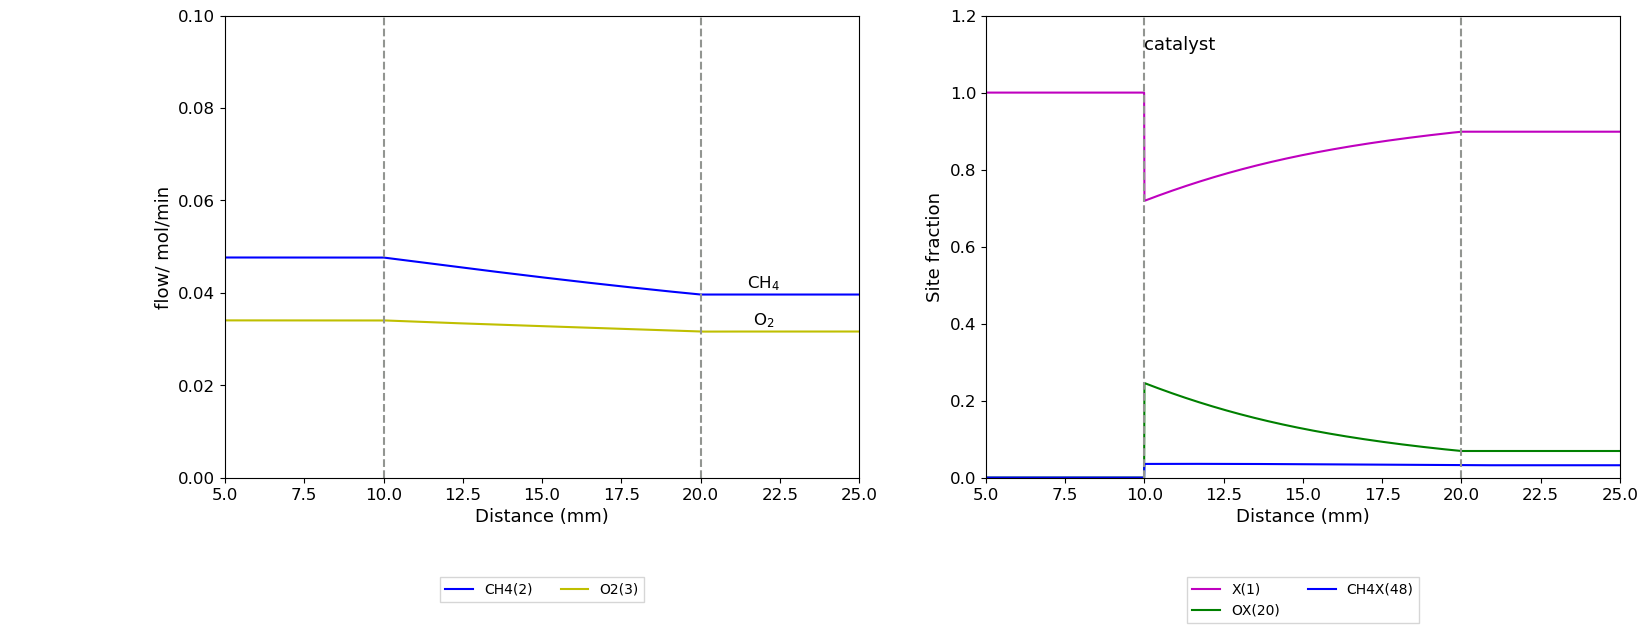 0.10
0.08
0.06
0.04
0.02
0.00
flow/ mol/min
CH₄
O₂
5.0 7.5 10.0 12.5 15.0 17.5 20.0 22.5 25.0
Distance (mm)
CH4(2) O2(3)
1.2
1.0
0.8
0.6
0.4
0.2
0.0
Site fraction
catalyst
5.0 7.5 10.0 12.5 15.0 17.5 20.0 22.5 25.0
Distance (mm)
X(1) CH4X(48)
OX(20)